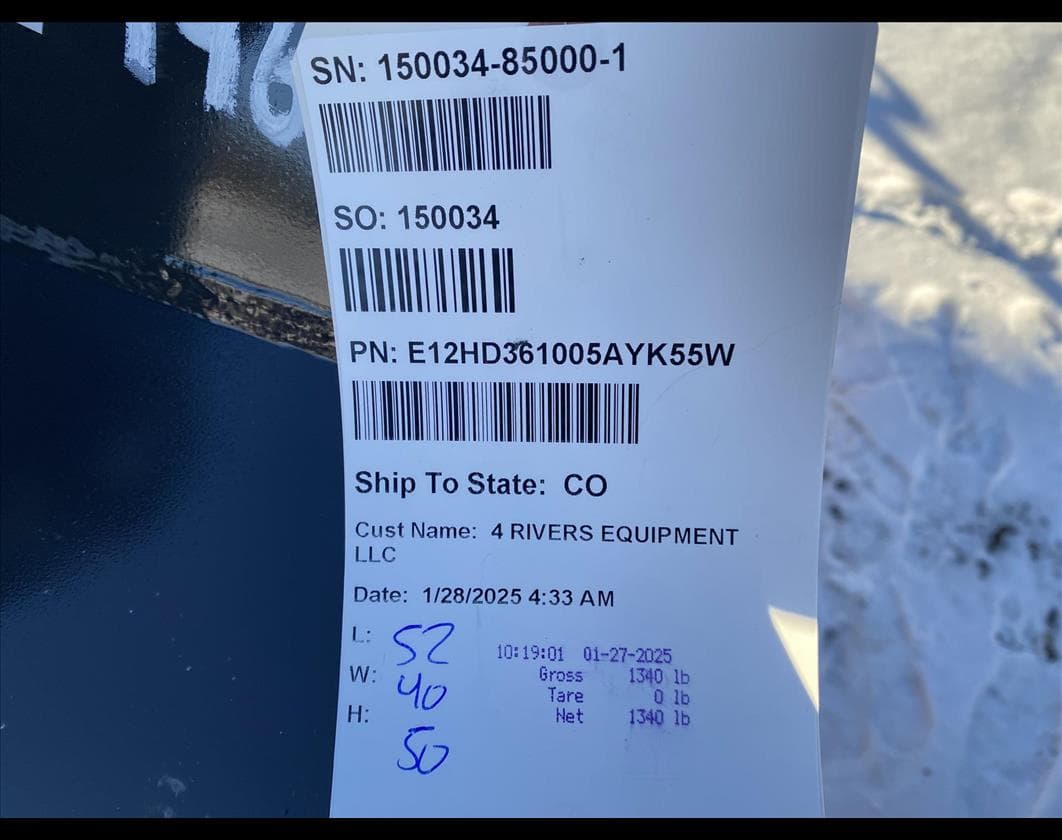 SN: 150034-85000-1
SO: 150034
PN: E12HD361005AYK55W
Ship To State: CO
Cust Name: 4 RIVERS EQUIPMENT
LLC
Date: 1/28/2025 4:33 AM
L: 52
W: 40
H: 50
10:19:01 01-27-2025
Gross 1340 lb
Tare 0 lb
Net 1340 lb